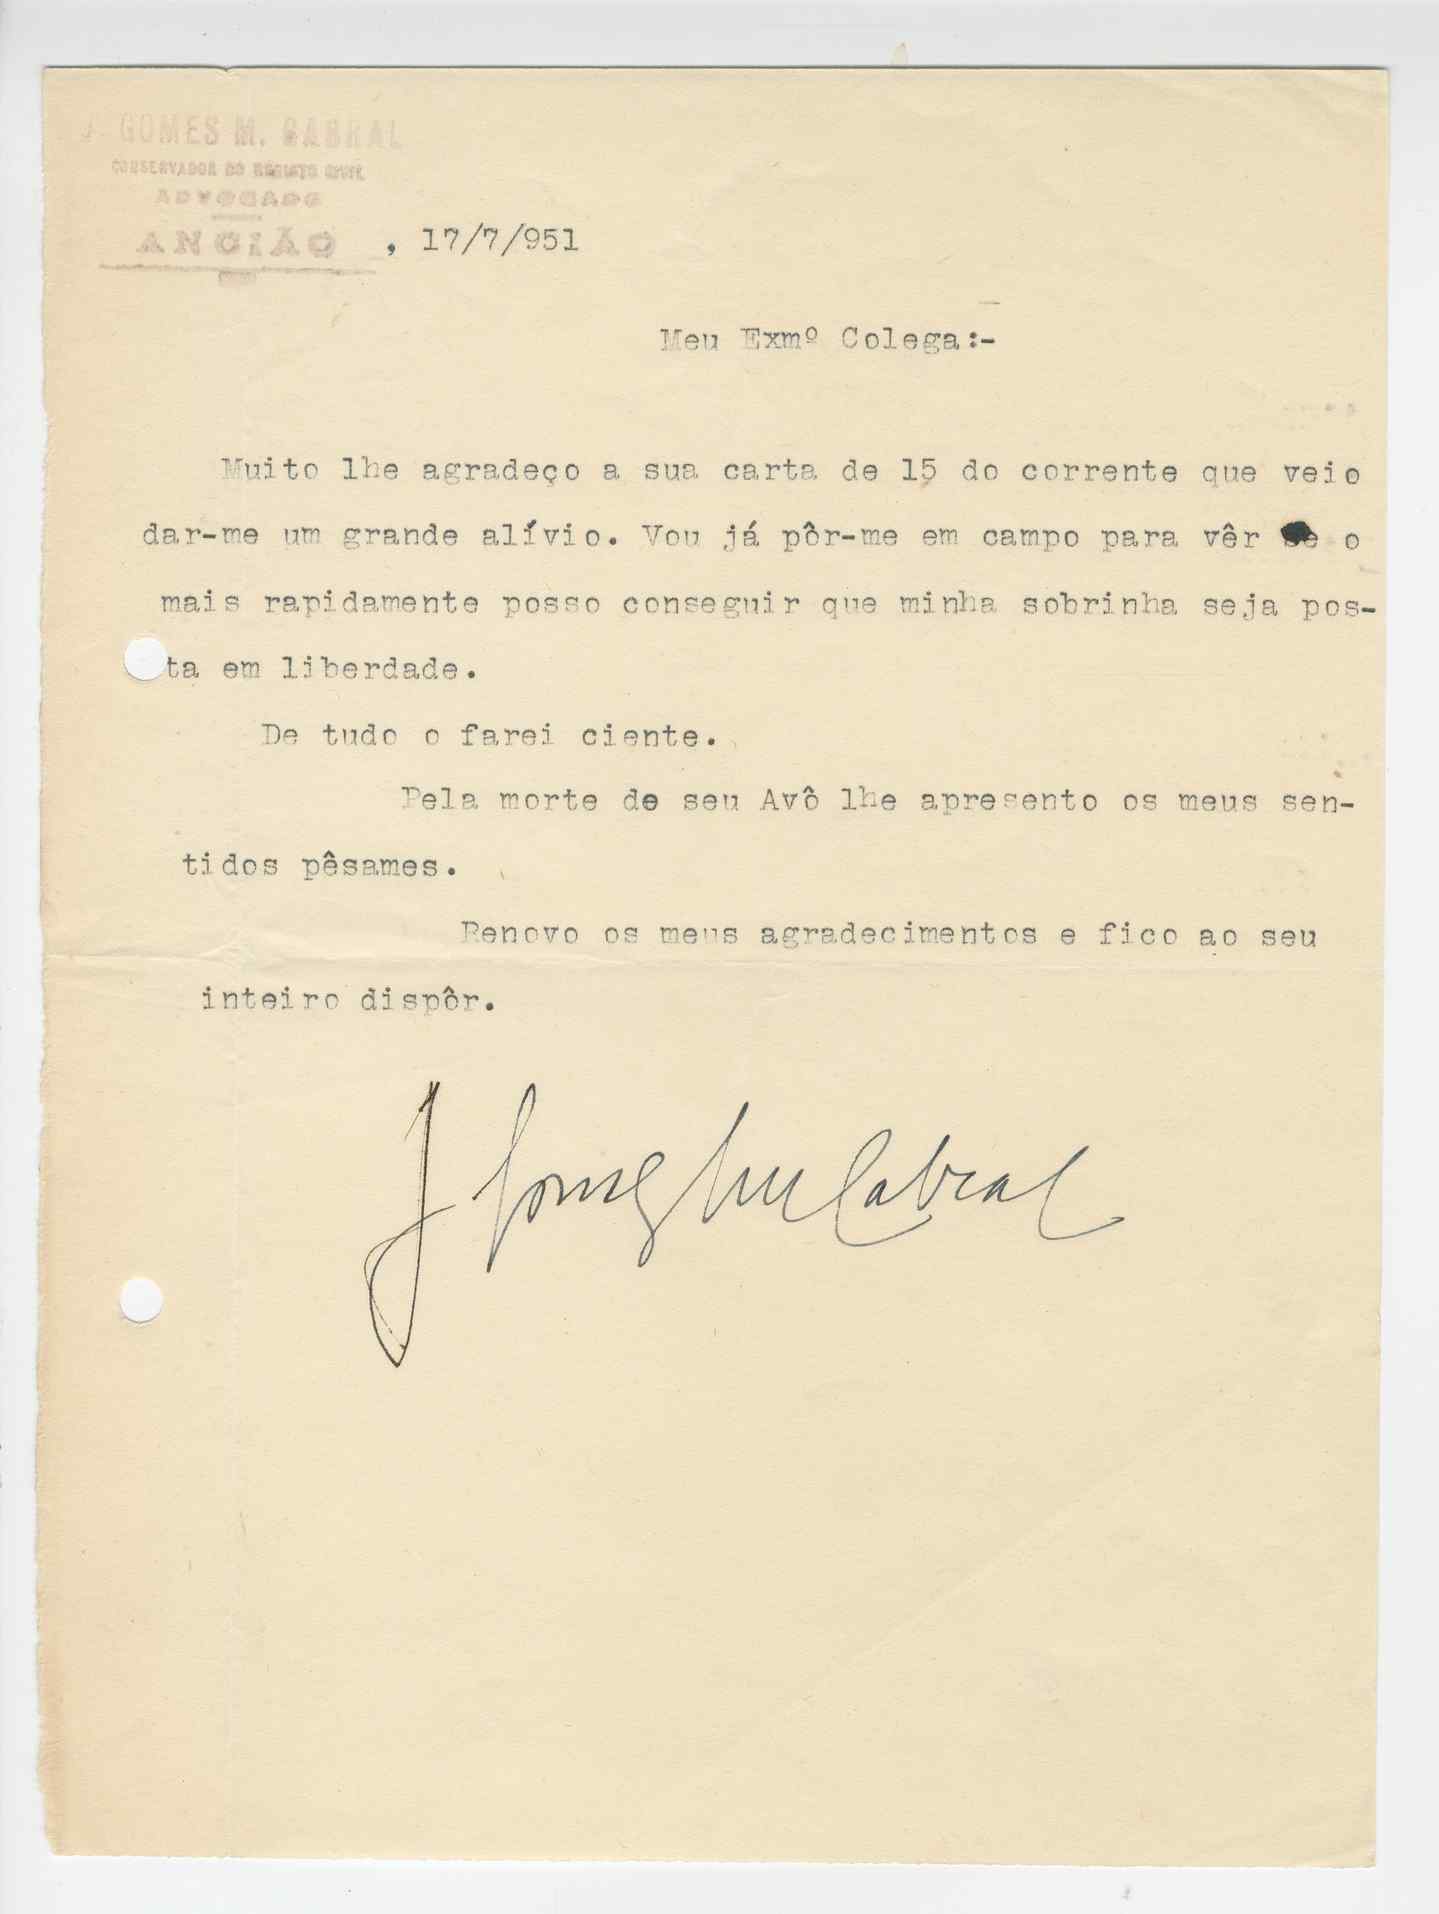 J. GOMES M. CABRAL
CONSERVADOR DO REGISTO CIVIL
ADVOGADO
ANCIÃO , 17/7/951
Meu Exmº Colega:-
Muito lhe agradeço a sua carta de 15 do corrente que veio
dar-me um grande alívio. Vou já pôr-me em campo para vêr se o
mais rapidamente posso conseguir que minha sobrinha seja pos-
ta em liberdade.
De tudo o farei ciente.
Pela morte de seu Avô lhe apresento os meus sen-
tidos pêsames.
Renovo os meus agradecimentos e fico ao seu
inteiro dispôr.
J Gomes M Cabral